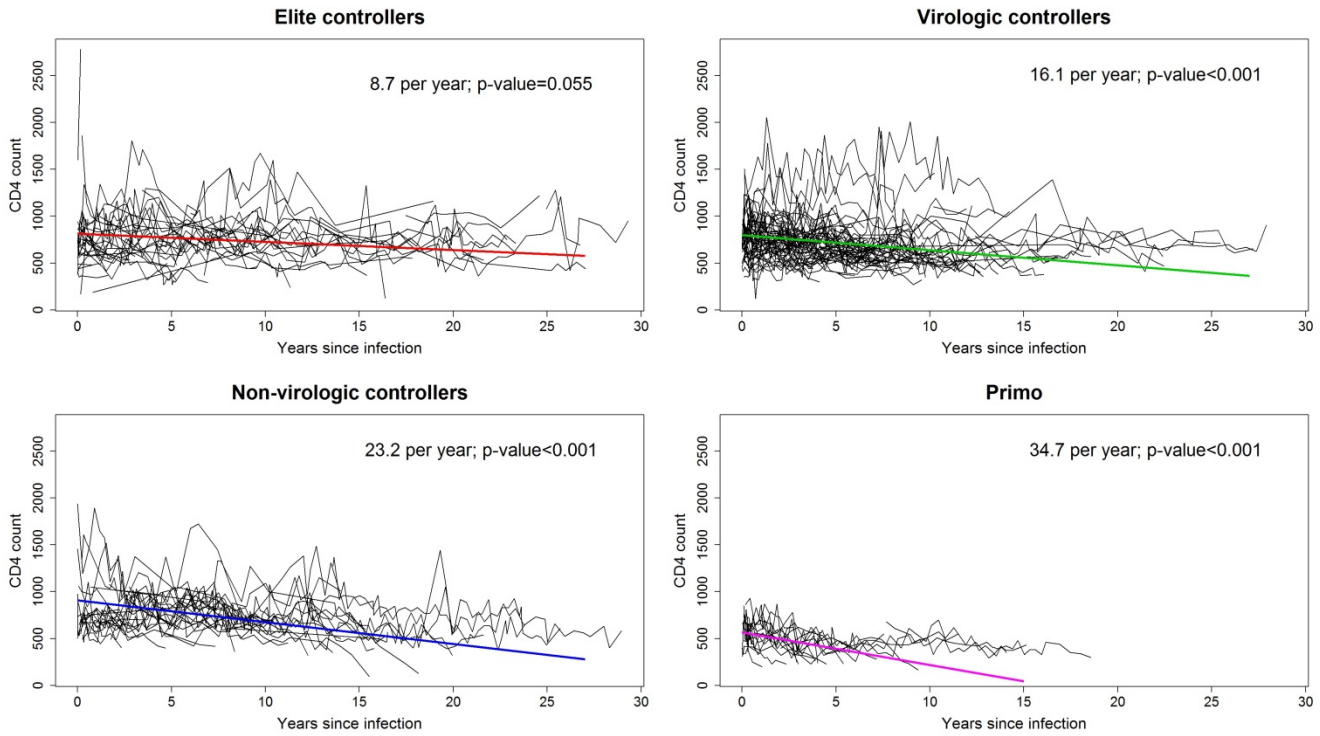 Elite controllers
8.7 per year; p-value=0.055
CD4 count
0 500 1000 1500 2000 2500
0 5 10 15 20 25 30
Years since infection
Virologic controllers
16.1 per year; p-value<0.001
CD4 count
0 500 1000 1500 2000 2500
0 5 10 15 20 25 30
Years since infection
Non-virologic controllers
23.2 per year; p-value<0.001
CD4 count
0 500 1000 1500 2000 2500
0 5 10 15 20 25 30
Years since infection
Primo
34.7 per year; p-value<0.001
CD4 count
0 500 1000 1500 2000 2500
0 5 10 15 20 25 30
Years since infection